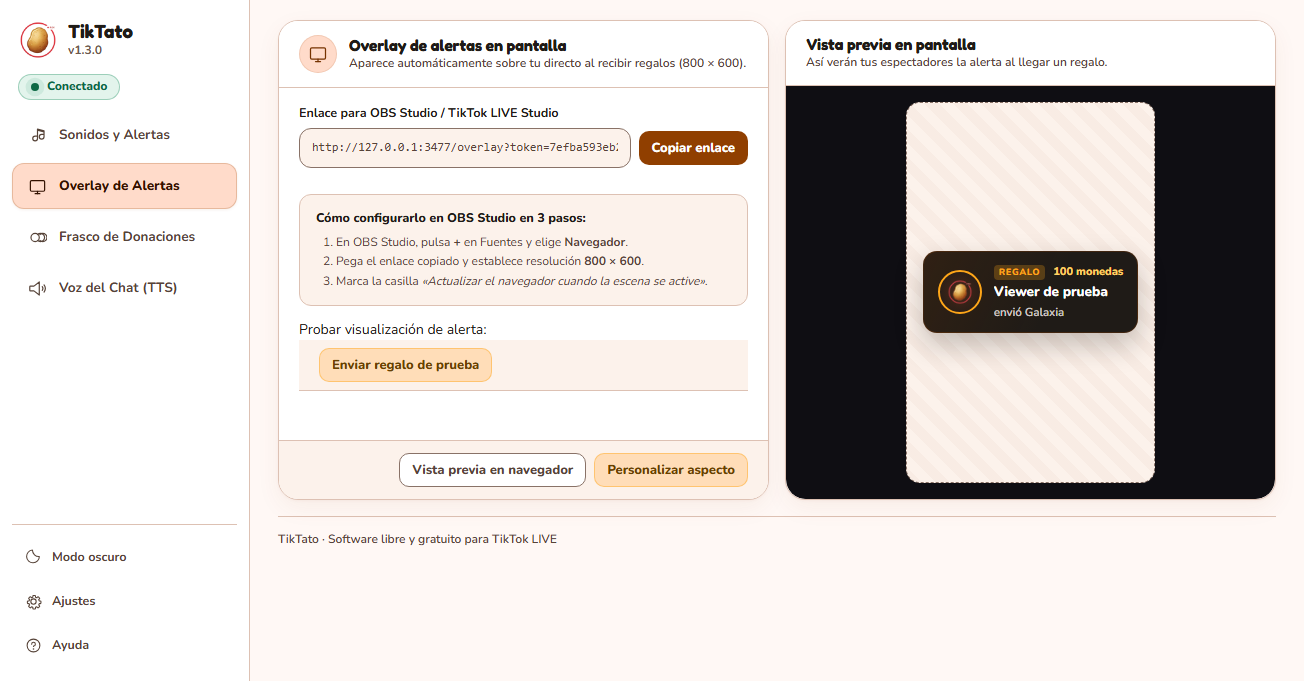 TikTato
v1.3.0
Conectado
Sonidos y Alertas
Overlay de Alertas
Frasco de Donaciones
Voz del Chat (TTS)
Modo oscuro
Ajustes
Ayuda
Overlay de alertas en pantalla
Aparece automáticamente sobre tu directo al recibir regalos (800 × 600).
Enlace para OBS Studio / TikTok LIVE Studio
http://127.0.0.1:3477/overlay?token=7efba593eb
Copiar enlace
Cómo configurarlo en OBS Studio en 3 pasos:
1. En OBS Studio, pulsa + en Fuentes y elige Navegador.
2. Pega el enlace copiado y establece resolución 800 × 600.
3. Marca la casilla «Actualizar el navegador cuando la escena se active».
Probar visualización de alerta:
Enviar regalo de prueba
Vista previa en navegador
Personalizar aspecto
Vista previa en pantalla
Así verán tus espectadores la alerta al llegar un regalo.
REGALO 100 monedas
Viewer de prueba
envió Galaxia
TikTato · Software libre y gratuito para TikTok LIVE